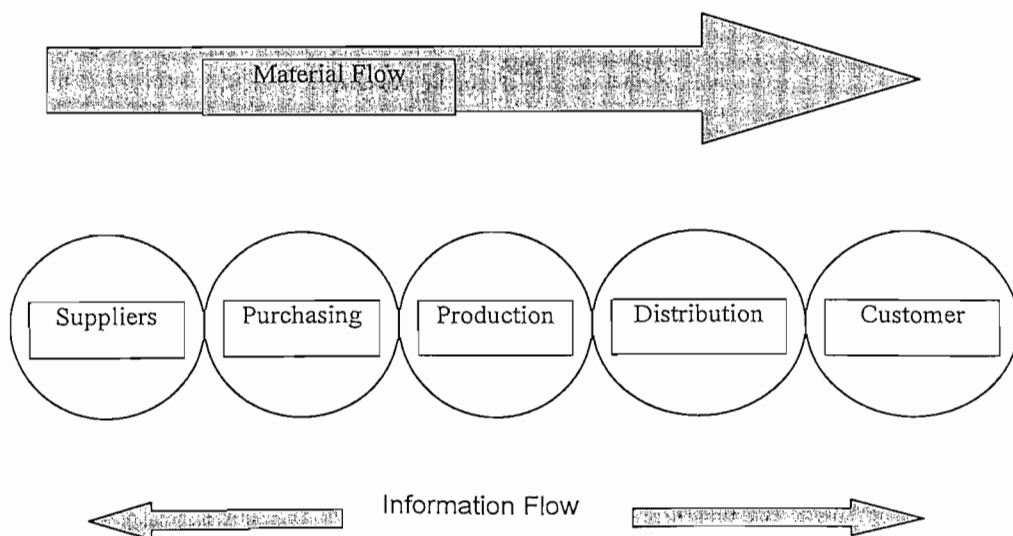 Material Flow
Suppliers
Purchasing
Production
Distribution
Customer
Information Flow